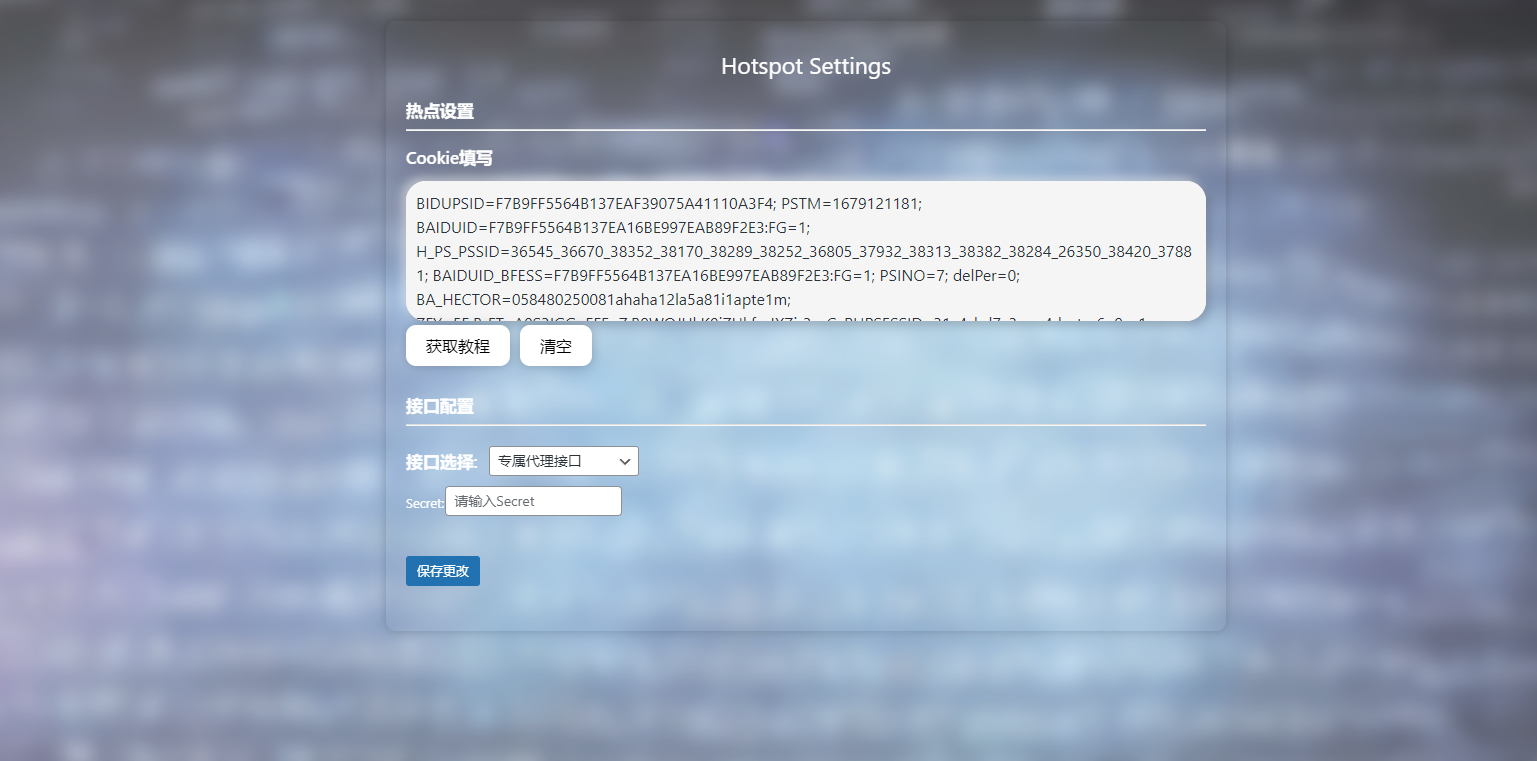 Hotspot Settings
热点设置
Cookie填写
BIDUPSID=F7B9FF5564B137EAF39075A41110A3F4; PSTM=1679121181;
BAIDUID=F7B9FF5564B137EA16BE997EAB89F2E3:FG=1;
H_PS_PSSID=36545_36670_38352_38170_38289_38252_36805_37932_38313_38382_38284_26350_38420_3788
1; BAIDUID_BFESS=F7B9FF5564B137EA16BE997EAB89F2E3:FG=1; PSINO=7; delPer=0;
BA_HECTOR=058480250081ahaha12la5a81i1apte1m;
获取教程 清空
接口配置
接口选择: 专属代理接口
Secret: 请输入Secret
保存更改